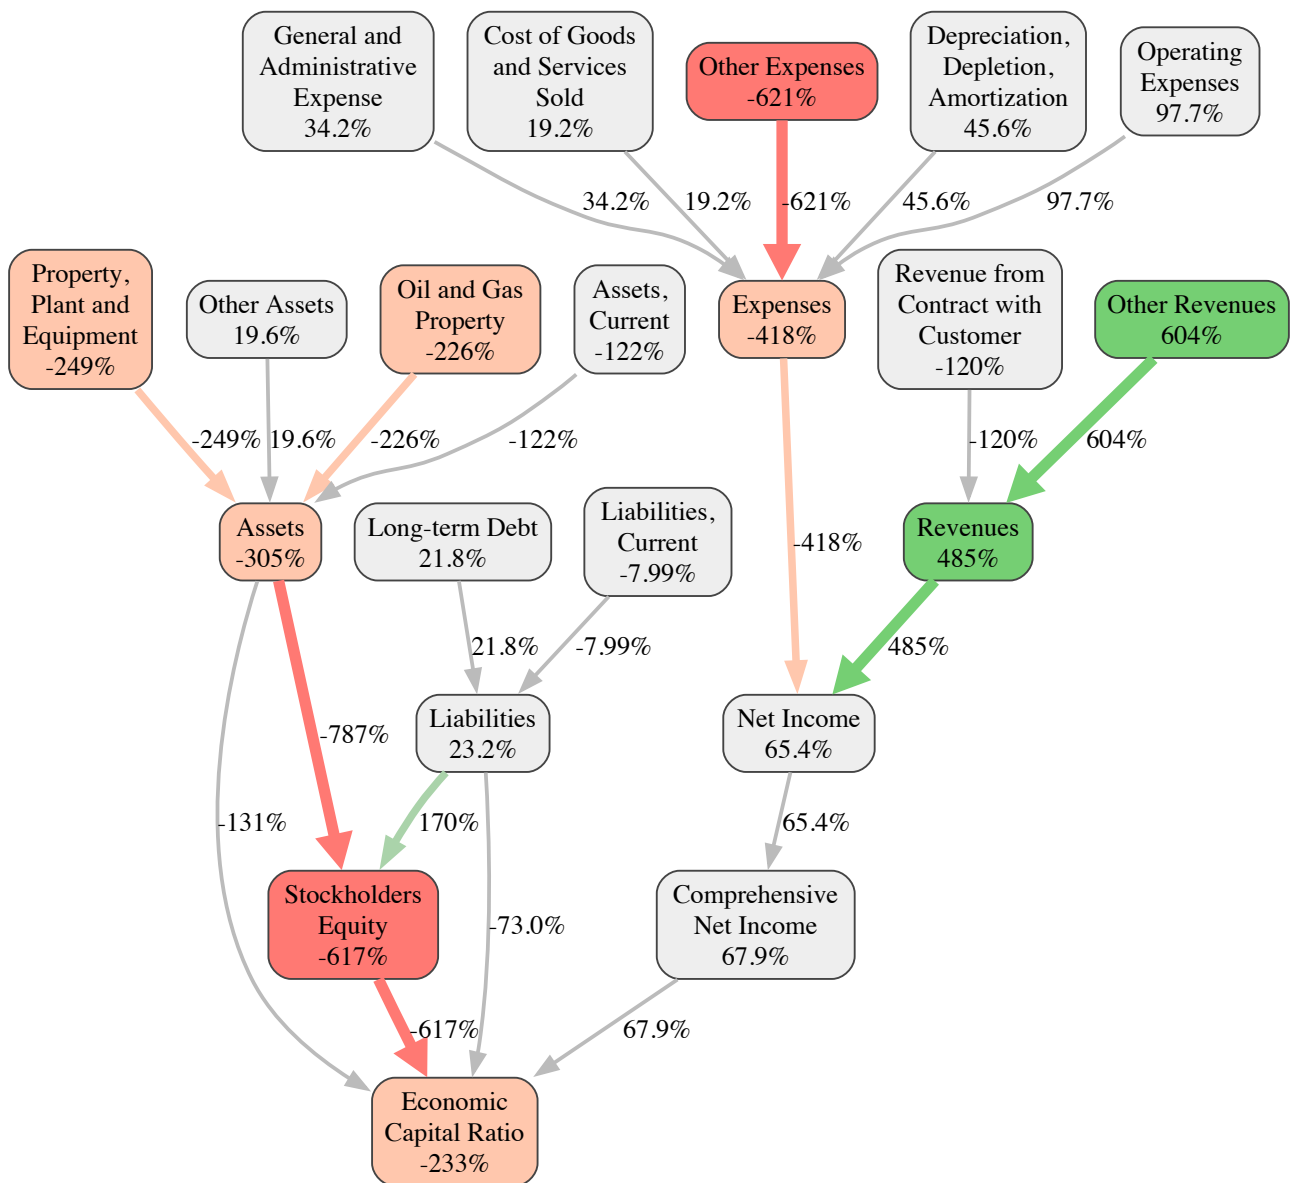 General and
Administrative
Expense
34.2%
Cost of Goods
and Services
Sold
19.2%
Other Expenses
-621%
Depreciation,
Depletion,
Amortization
45.6%
Operating
Expenses
97.7%
34.2%
19.2%
-621%
45.6%
97.7%
Property,
Plant and
Equipment
-249%
Other Assets
19.6%
Oil and Gas
Property
-226%
Assets,
Current
-122%
Expenses
-418%
Revenue from
Contract with
Customer
-120%
Other Revenues
604%
-249%
19.6%
-226%
-122%
-120%
604%
Assets
-305%
Long-term Debt
21.8%
Liabilities,
Current
-7.99%
-418%
Revenues
485%
21.8%
-7.99%
485%
-787%
Liabilities
23.2%
Net Income
65.4%
-131%
170%
65.4%
Stockholders
Equity
-617%
-73.0%
Comprehensive
Net Income
67.9%
-617%
67.9%
Economic
Capital Ratio
-233%